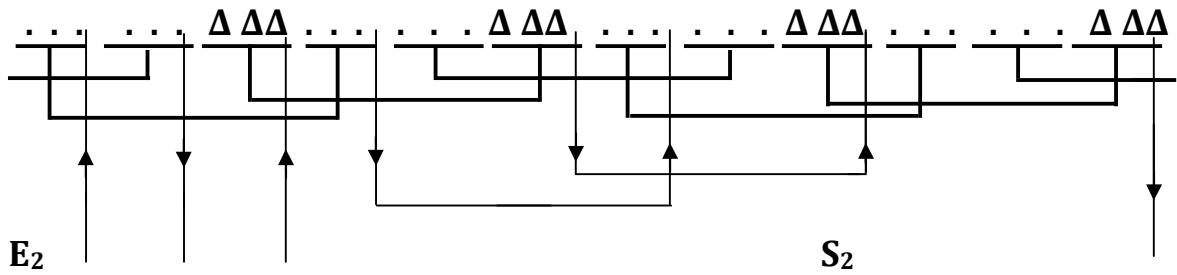 . . . . . . Δ ΔΔ . . . . . . Δ ΔΔ . . . . . . Δ ΔΔ . . . . . . Δ ΔΔ
E₂ S₂